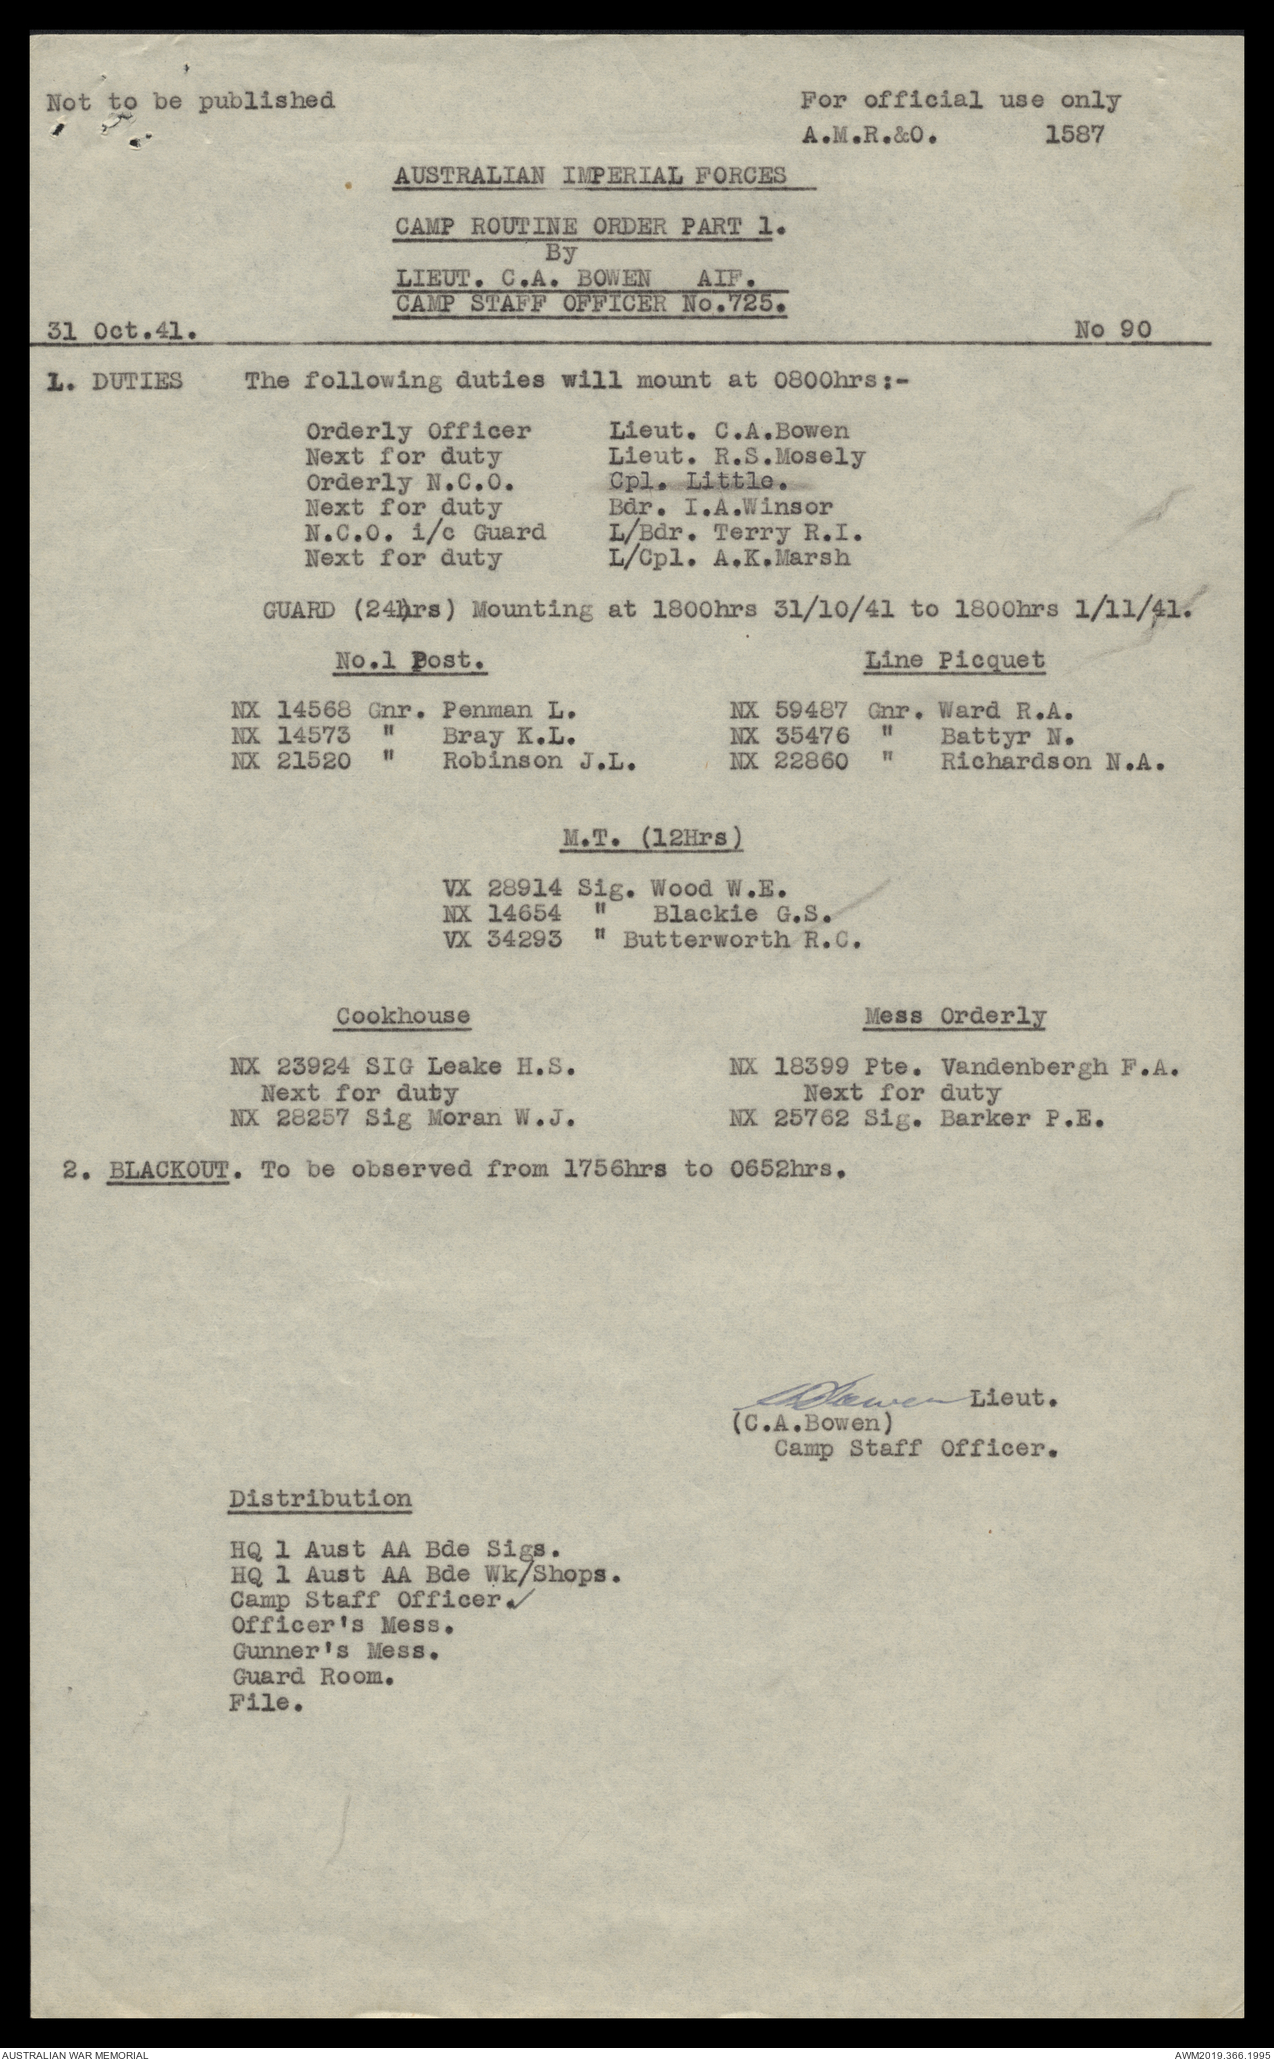 Not to be published For official use only
A.M.R.&O. 1587
AUSTRALIAN IMPERIAL FORCES
CAMP ROUTINE ORDER PART 1.
By
LIEUT. C.A. BOWEN AIF.
CAMP STAFF OFFICER No.725.
31 Oct.41. No 90
1. DUTIES The following duties will mount at 0800hrs:-
Orderly Officer Lieut. C.A.Bowen
Next for duty Lieut. R.S.Mosely
Orderly N.C.O. Cpl. Little.
Next for duty Bdr. I.A.Winsor
N.C.O. i/c Guard L/Bdr. Terry R.I.
Next for duty L/Cpl. A.K.Marsh
GUARD (24hrs) Mounting at 1800hrs 31/10/41 to 1800hrs 1/11/41.
No.1 Post. Line Picquet
NX 14568 Gnr. Penman L. NX 59487 Gnr. Ward R.A.
NX 14573 " Bray K.L. NX 35476 " Battyr N.
NX 21520 " Robinson J.L. NX 22860 " Richardson N.A.
M.T. (12Hrs)
VX 28914 Sig. Wood W.E.
NX 14654 " Blackie G.S.
VX 34293 " Butterworth R.C.
Cookhouse Mess Orderly
NX 23924 SIG Leake H.S. NX 18399 Pte. Vandenbergh F.A.
Next for duty Next for duty
NX 28257 Sig Moran W.J. NX 25762 Sig. Barker P.E.
2. BLACKOUT. To be observed from 1756hrs to 0652hrs.
CABowen Lieut.
(C.A.Bowen)
Camp Staff Officer.
Distribution
HQ 1 Aust AA Bde Sigs.
HQ 1 Aust AA Bde Wk/Shops.
Camp Staff Officer.✓
Officer's Mess.
Gunner's Mess.
Guard Room.
File.
AUSTRALIAN WAR MEMORIAL AWM2019.366.1995